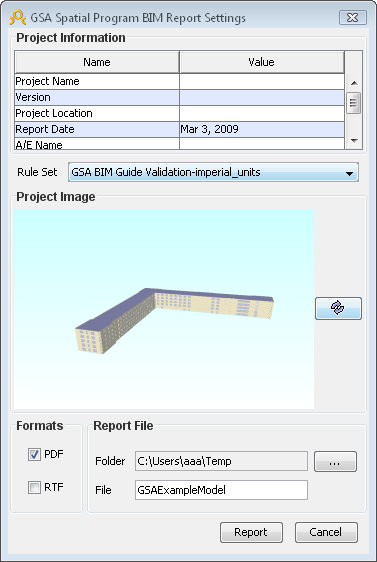 GSA Spatial Program BIM Report Settings
Project Information
Name Value
Project Name
Version
Project Location
Report Date Mar 3, 2009
A/E Name
Rule Set GSA BIM Guide Validation-imperial_units
Project Image
Formats Report File
PDF Folder C:\Users\aaa\Temp ...
RTF File GSAExampleModel
Report Cancel